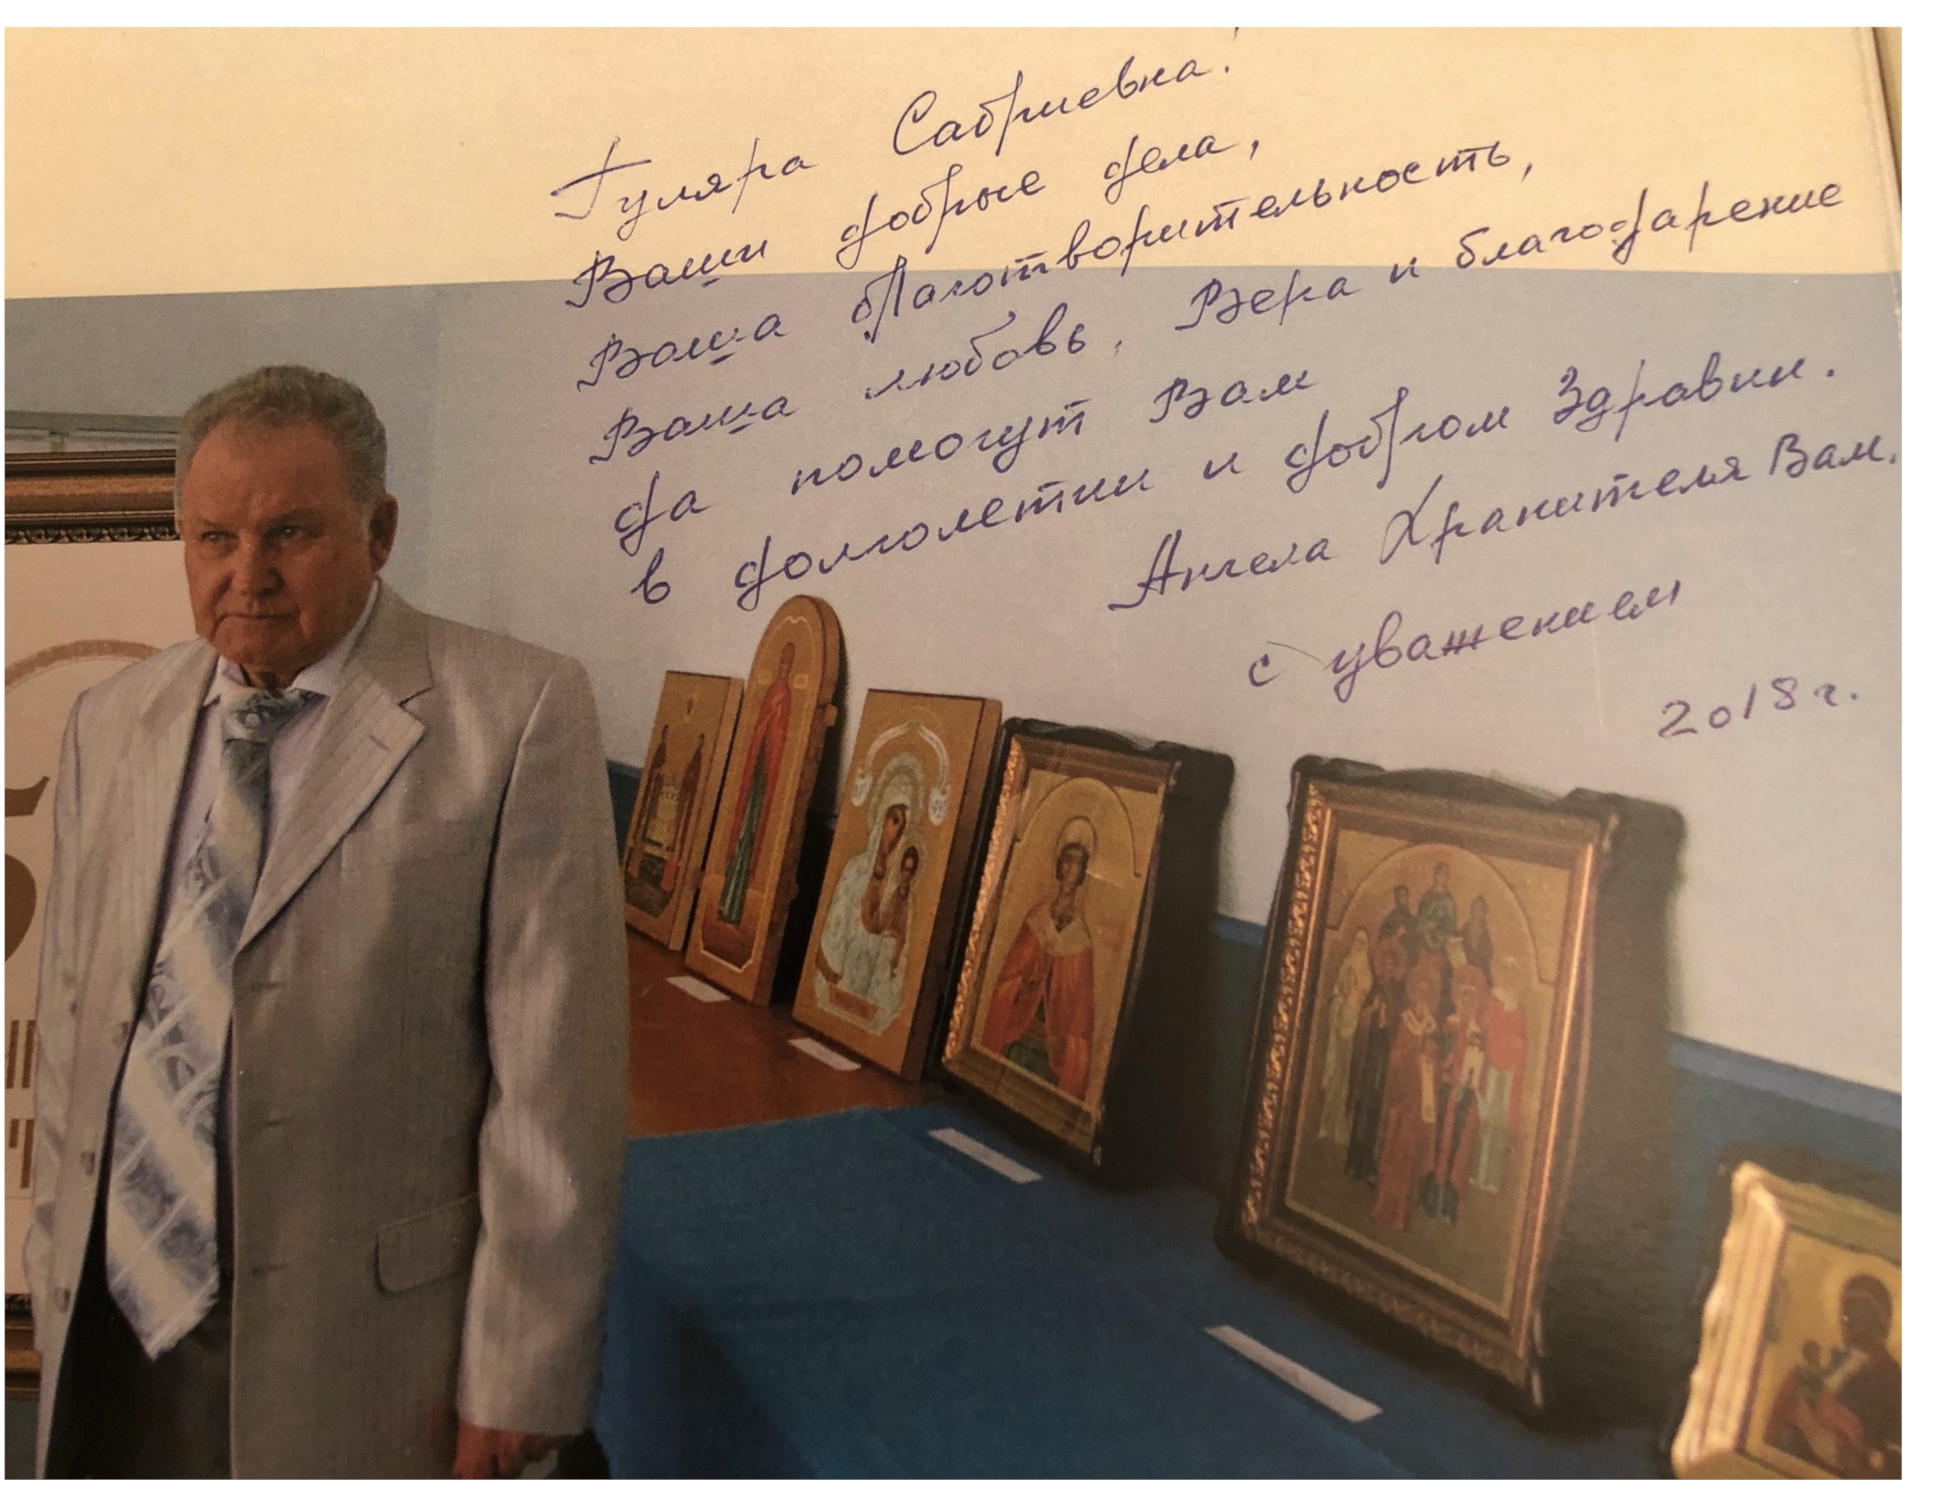 Гуляра Сабриевна!
Ваши добрые дела,
Ваша благотворительность,
Ваша любовь, Вера и благодарение
да помогут Вам
в долголетии и добром здравии.
Ангела Хранителя Вам.
с уважением
2018 г.